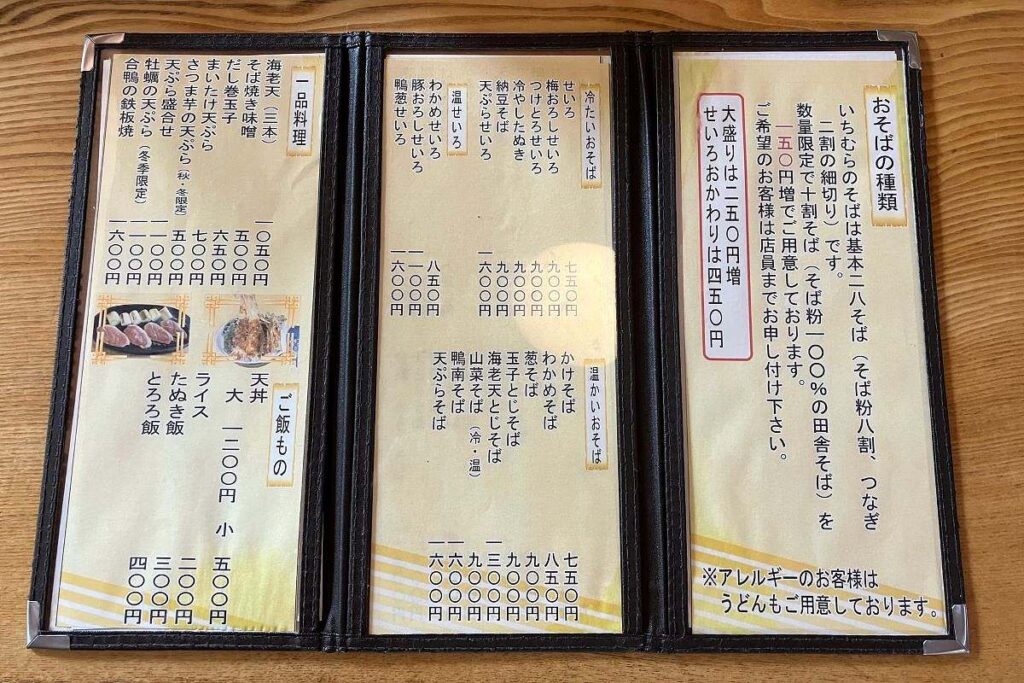 おそばの種類
いちむらのそばは基本二八そば（そば粉八割、つなぎ
二割の細切り）です。
数量限定で十割そば（そば粉一〇〇%の田舎そば）を
一五〇円増でご用意しております。
ご希望のお客様は店員までお申し付け下さい。
大盛りは二五〇円増
せいろおかわりは四五〇円
※アレルギーのお客様は
うどんもご用意しております。
冷たいおそば
せいろ 七五〇円
梅おろしせいろ 九〇〇円
つけとろせいろ 九〇〇円
冷やしたぬき 九〇〇円
納豆そば 九〇〇円
天ぷらせいろ 一六〇〇円
温せいろ
わかめせいろ 八五〇円
豚おろしせいろ 一一〇〇円
鴨葱せいろ 一六〇〇円
温かいおそば
かけそば 七五〇円
わかめそば 八五〇円
葱そば 九〇〇円
玉子とじそば 九〇〇円
海老天とじそば 一三〇〇円
山菜そば（冷・温） 九〇〇円
鴨南そば 一六〇〇円
天ぷらそば 一六〇〇円
一品料理
海老天（三本） 一〇五〇円
そば焼き味噌 五〇〇円
だし巻玉子 六五〇円
まいたけ天ぷら 七〇〇円
さつま芋の天ぷら（秋・冬限定） 五〇〇円
天ぷら盛合せ 一一〇〇円
牡蠣の天ぷら（冬季限定） 一一〇〇円
合鴨の鉄板焼 一六〇〇円
ご飯もの
天丼
大 一二〇〇円 小 五〇〇円
ライス 二〇〇円
たぬき飯 三〇〇円
とろろ飯 四〇〇円